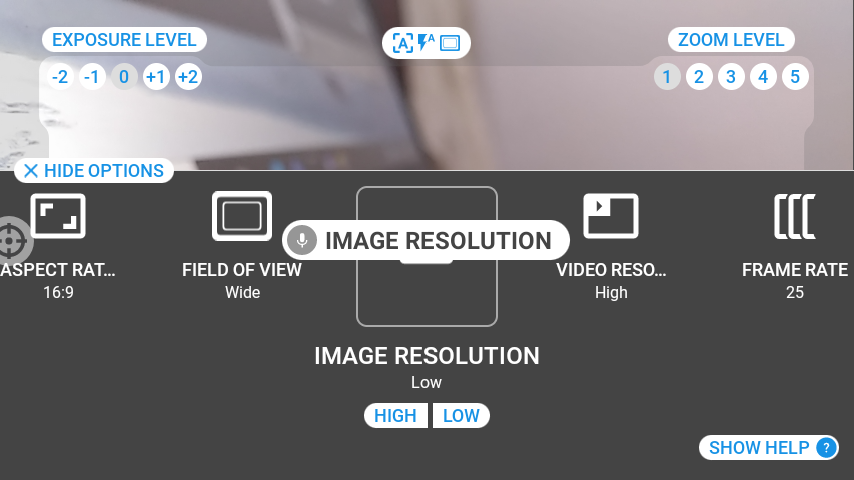 EXPOSURE LEVEL
A
ZOOM LEVEL
-2 -1 0 +1 +2
1 2 3 4 5
HIDE OPTIONS
IMAGE RESOLUTION
ASPECT RAT...
16:9
FIELD OF VIEW
Wide
VIDEO RESO...
High
FRAME RATE
25
IMAGE RESOLUTION
Low
HIGH LOW
SHOW HELP ?